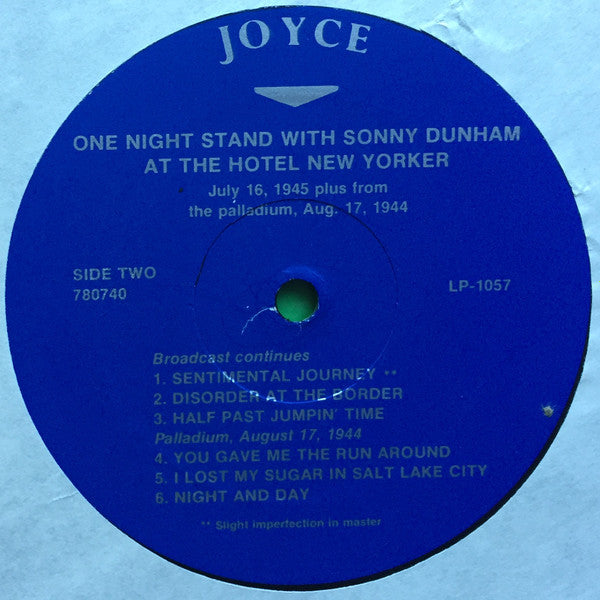 JOYCE
ONE NIGHT STAND WITH SONNY DUNHAM
AT THE HOTEL NEW YORKER
July 16, 1945 plus from
the palladium, Aug. 17, 1944
SIDE TWO
780740
LP-1057
Broadcast continues
1. SENTIMENTAL JOURNEY **
2. DISORDER AT THE BORDER
3. HALF PAST JUMPIN' TIME
Palladium, August 17, 1944
4. YOU GAVE ME THE RUN AROUND
5. I LOST MY SUGAR IN SALT LAKE CITY
6. NIGHT AND DAY
** Slight imperfection in master